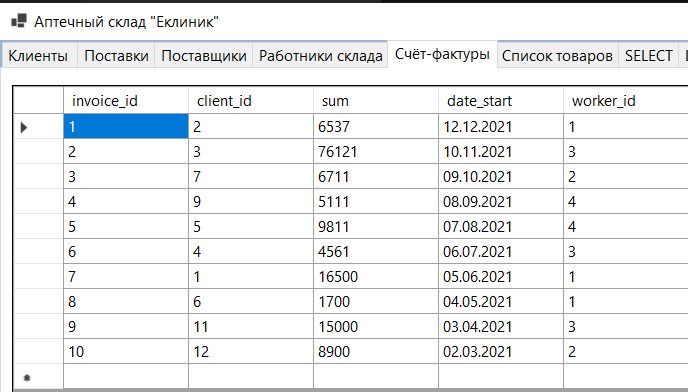 Аптечный склад "Еклиник"
Клиенты Поставки Поставщики Работники склада Счёт-фактуры Список товаров SELECT
invoice_id client_id sum date_start worker_id
1 2 6537 12.12.2021 1
2 3 76121 10.11.2021 3
3 7 6711 09.10.2021 2
4 9 5111 08.09.2021 4
5 5 9811 07.08.2021 4
6 4 4561 06.07.2021 3
7 1 16500 05.06.2021 1
8 6 1700 04.05.2021 1
9 11 15000 03.04.2021 3
10 12 8900 02.03.2021 2